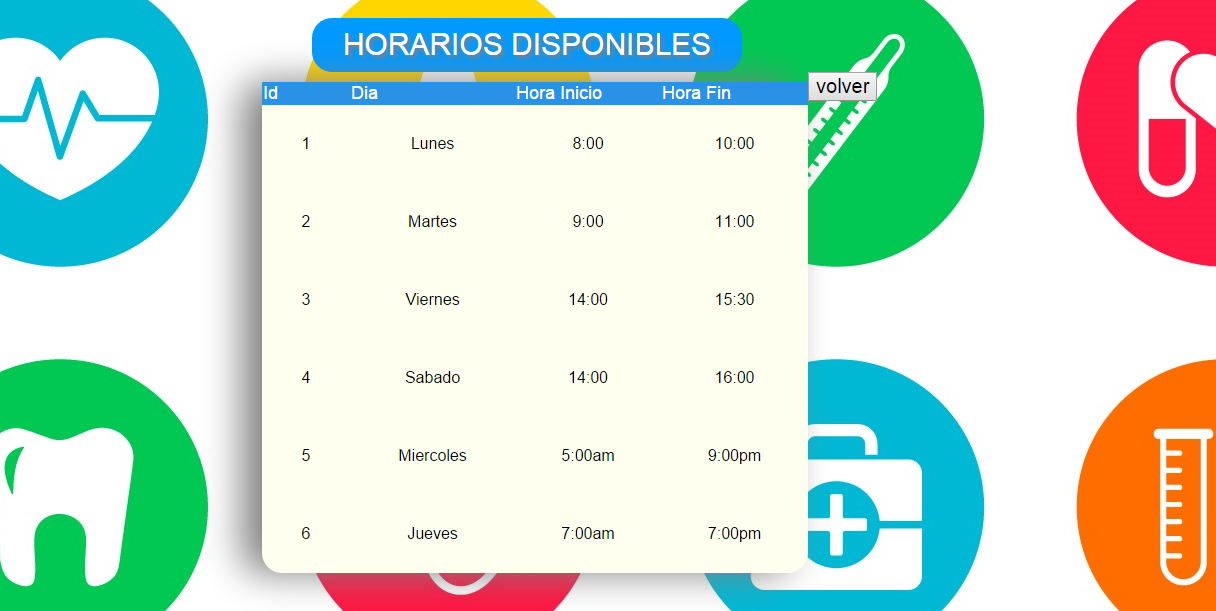 HORARIOS DISPONIBLES
volver
Id Dia Hora Inicio Hora Fin
1 Lunes 8:00 10:00
2 Martes 9:00 11:00
3 Viernes 14:00 15:30
4 Sabado 14:00 16:00
5 Miercoles 5:00am 9:00pm
6 Jueves 7:00am 7:00pm